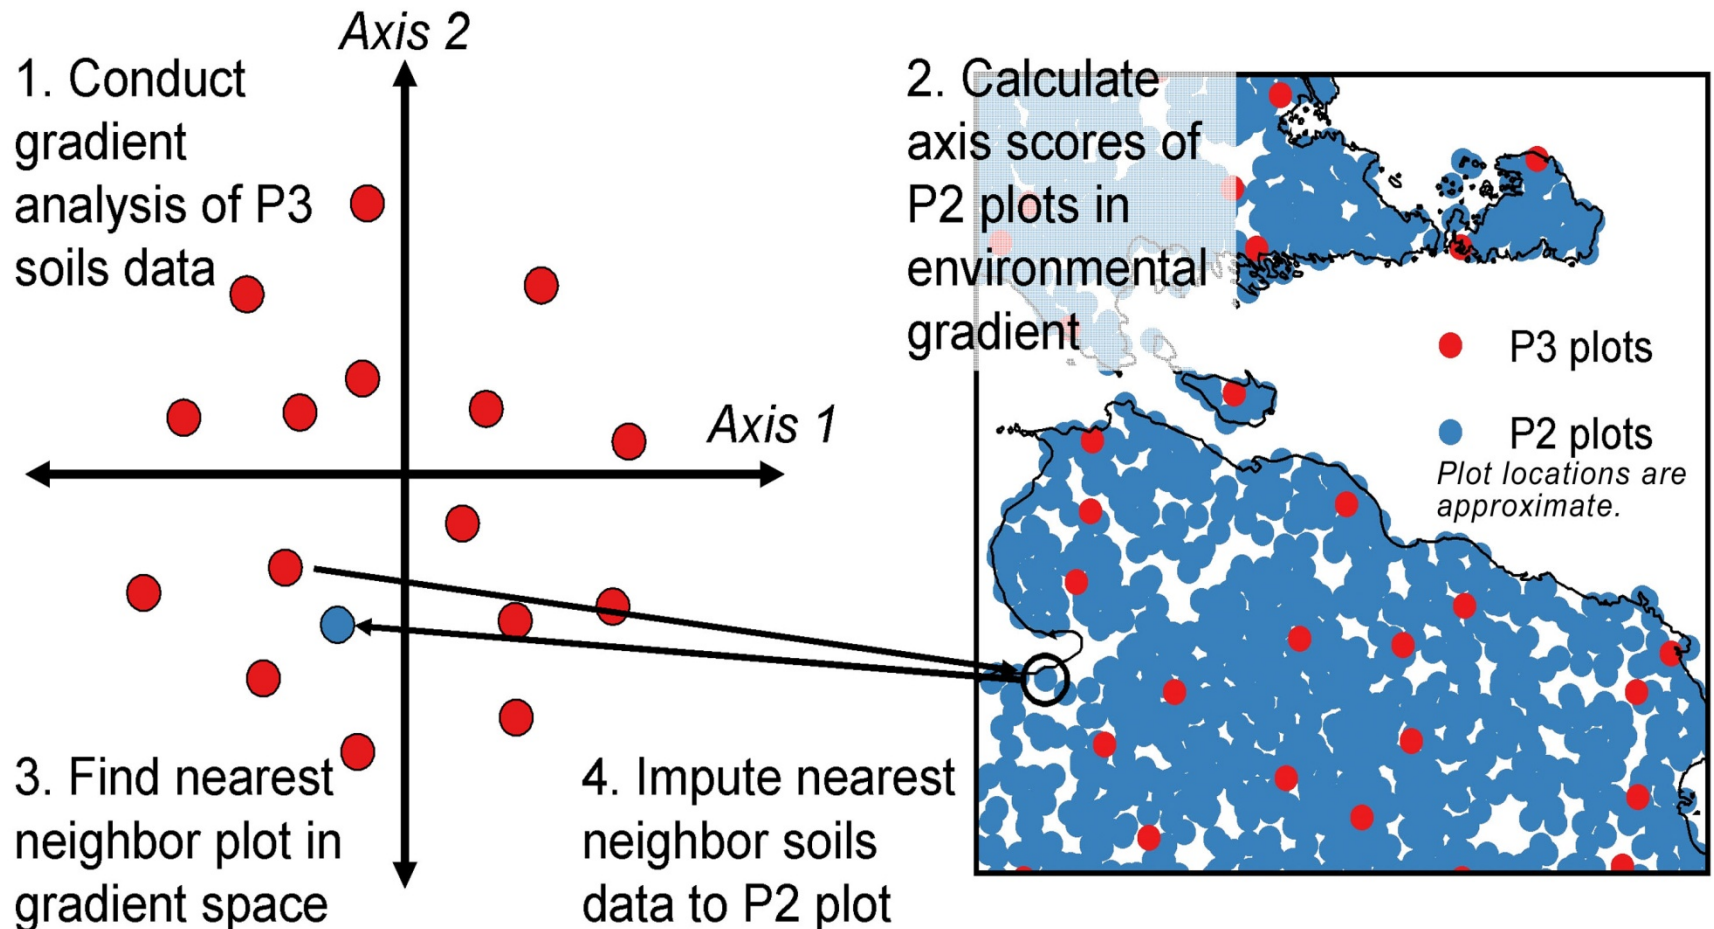 Axis 2
1. Conduct
gradient
analysis of P3
soils data
Axis 1
2. Calculate
axis scores of
P2 plots in
environmental
gradient
P3 plots
P2 plots
Plot locations are
approximate.
3. Find nearest
neighbor plot in
gradient space
4. Impute nearest
neighbor soils
data to P2 plot